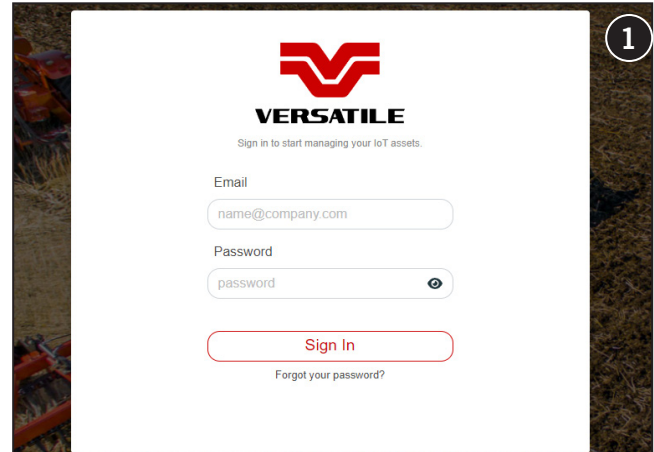 1
VERSATILE
Sign in to start managing your IoT assets.
Email
name@company.com
Password
password
Sign In
Forgot your password?